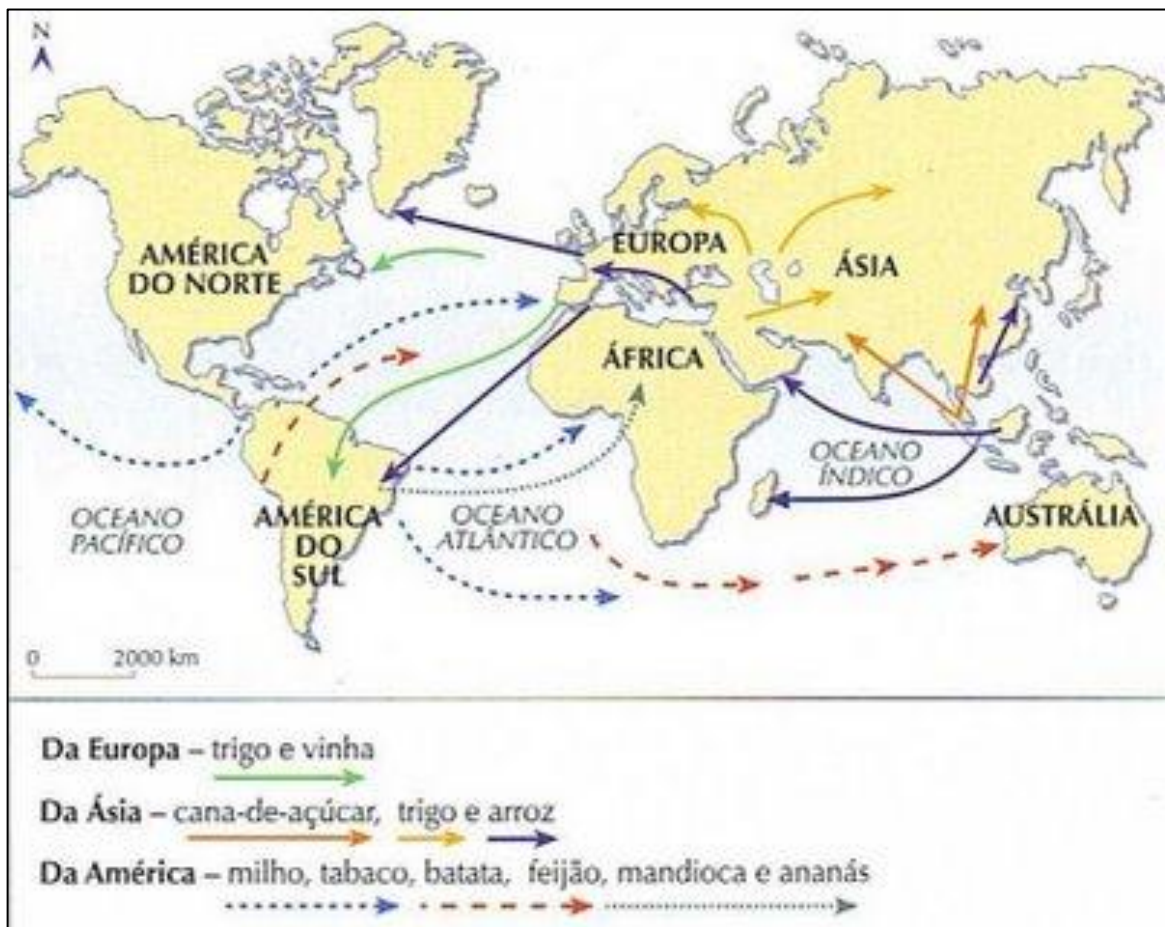 N
AMÉRICA
DO NORTE
EUROPA
ÁSIA
ÁFRICA
OCEANO
PACÍFICO
AMÉRICA
DO
SUL
OCEANO
ATLÂNTICO
OCEANO
ÍNDICO
AUSTRÁLIA
0 2000 km
Da Europa – trigo e vinha
Da Ásia – cana-de-açúcar, trigo e arroz
Da América – milho, tabaco, batata, feijão, mandioca e ananás